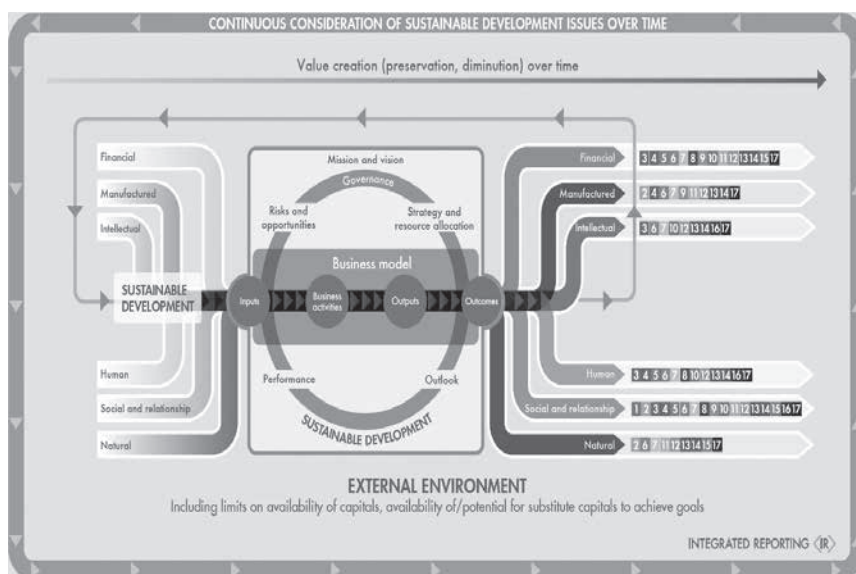 CONTINUOUS CONSIDERATION OF SUSTAINABLE DEVELOPMENT ISSUES OVER TIME
Value creation (preservation, diminution) over time
Financial
Manufactured
Intellectual
SUSTAINABLE
DEVELOPMENT
Human
Social and relationship
Natural
Mission and vision
Governance
Risks and
opportunities
Strategy and
resource allocation
Business model
Inputs
Business
activities
Outputs
Outcomes
Performance
Outlook
SUSTAINABLE DEVELOPMENT
Financial
3 4 5 6 7 8 9 10 11 12 13 14 15 17
Manufactured
2 4 6 7 9 11 12 13 14 17
Intellectual
3 6 7 10 12 13 14 16 17
Human
3 4 5 6 7 8 10 12 13 14 16 17
Social and relationship
1 2 3 4 5 6 7 8 9 10 11 12 13 14 15 16 17
Natural
2 6 7 11 12 13 14 15 17
EXTERNAL ENVIRONMENT
Including limits on availability of capitals, availability of/potential for substitute capitals to achieve goals
INTEGRATED REPORTING <IR>